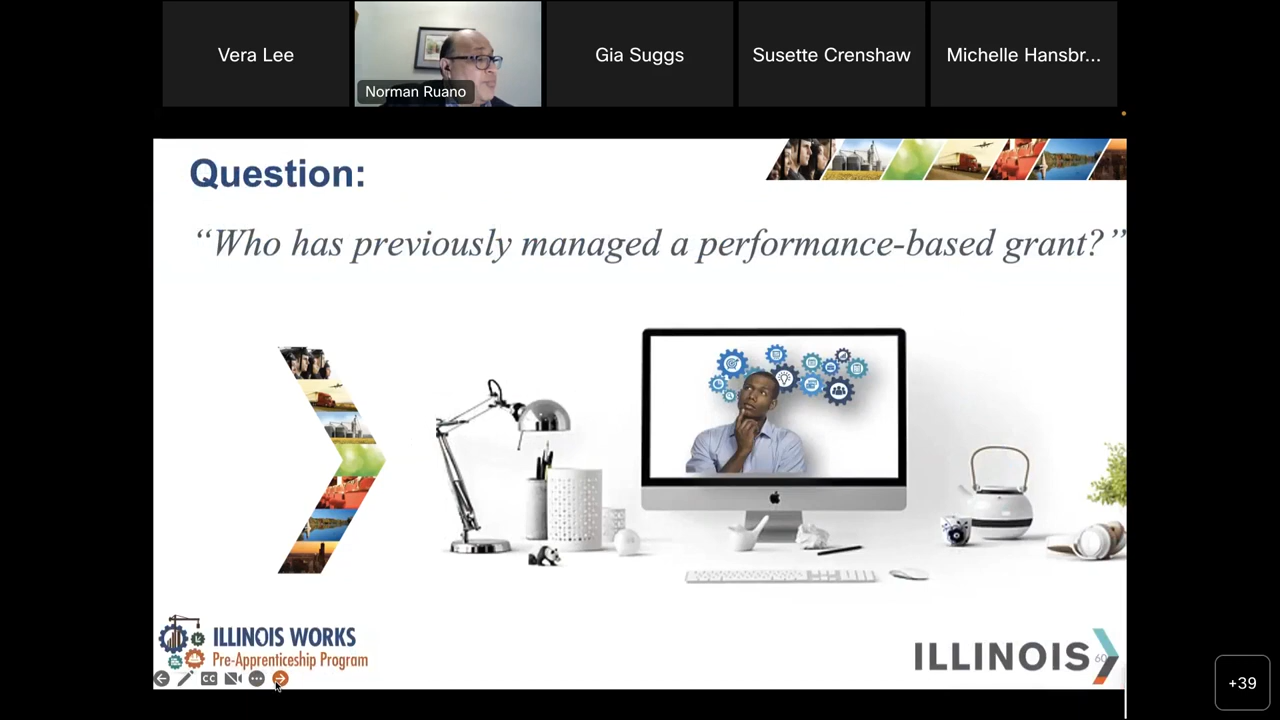 Vera Lee
Norman Ruano
Gia Suggs
Susette Crenshaw
Michelle Hansbr...
Question:
“Who has previously managed a performance-based grant?”
ILLINOIS WORKS
Pre-Apprenticeship Program
CC
ILLINOIS
60
+39